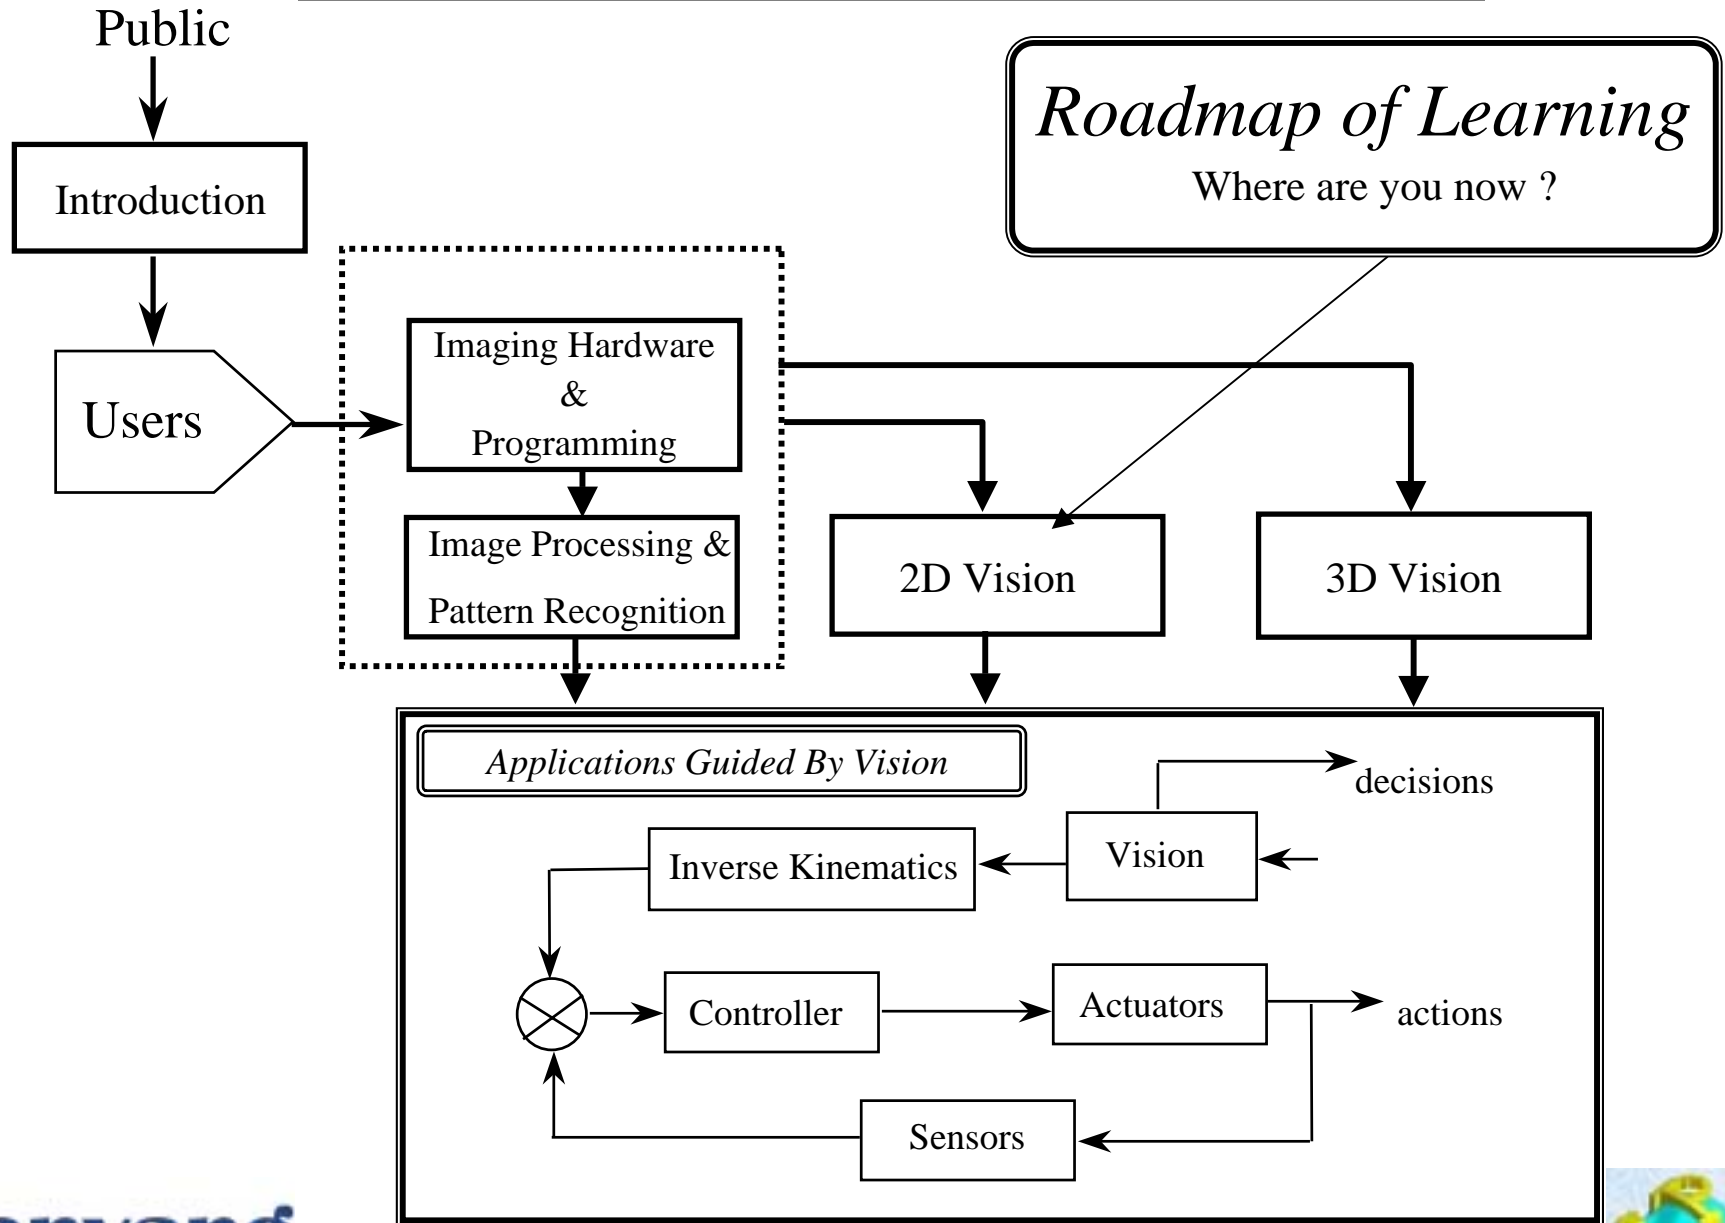 Public
Roadmap of Learning
Where are you now ?
Introduction
Users
Imaging Hardware
&
Programming
Image Processing &
Pattern Recognition
2D Vision
3D Vision
Applications Guided By Vision
decisions
Vision
Inverse Kinematics
Controller
Actuators
actions
Sensors